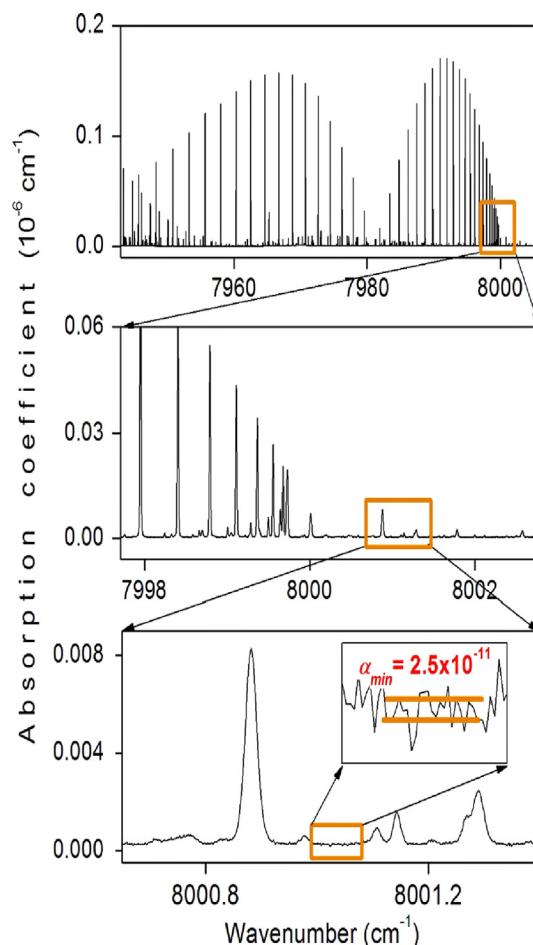 Absorption coefficient (10⁻⁶ cm⁻¹)
0.2
0.1
0.0
7960 7980 8000
0.06
0.03
0.00
7998 8000 8002
0.008
0.004
0.000
α_min = 2.5x10⁻¹¹
8000.8 8001.2
Wavenumber (cm⁻¹)